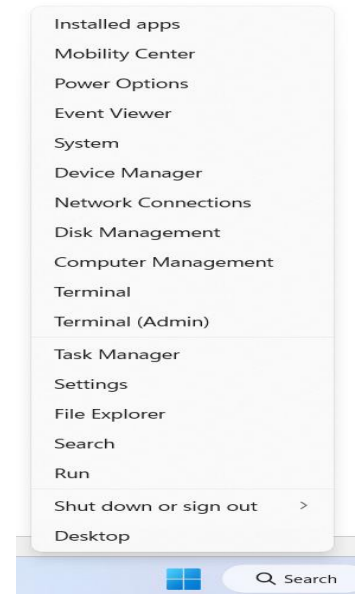 Installed apps
Mobility Center
Power Options
Event Viewer
System
Device Manager
Network Connections
Disk Management
Computer Management
Terminal
Terminal (Admin)
Task Manager
Settings
File Explorer
Search
Run
Shut down or sign out >
Desktop
Search